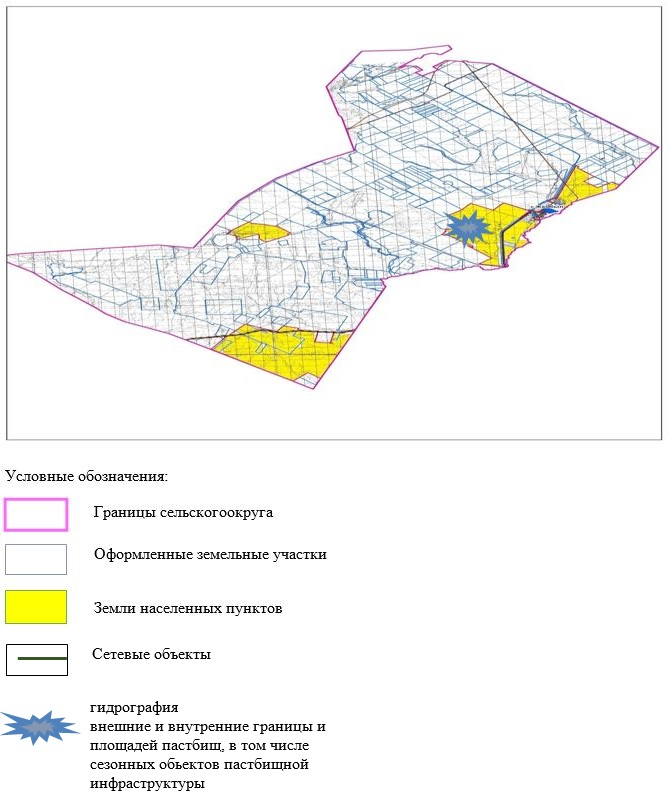 Условные обозначения:
Границы сельскогоокруга
Оформленные земельные участки
Земли населенных пунктов
Сетевые объекты
гидрография
внешние и внутренние границы и
площадей пастбищ, в том числе
сезонных обьектов пастбищной
инфраструктуры